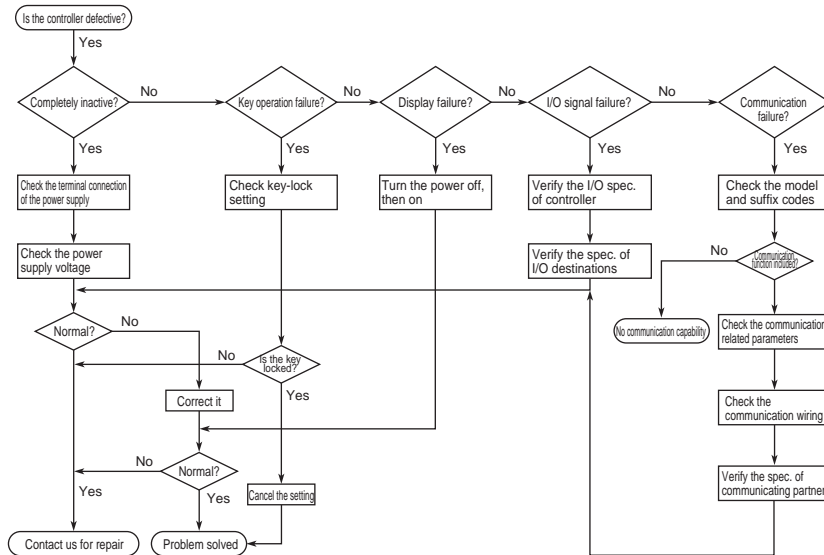 Is the controller defective?
Yes
Completely inactive?
No
Key operation failure?
No
Display failure?
No
I/O signal failure?
No
Communication
failure?
Yes
Yes
Yes
Yes
Yes
Check the terminal connection
of the power supply
Check key-lock
setting
Turn the power off,
then on
Verify the I/O spec.
of controller
Check the model
and suffix codes
Check the power
supply voltage
Verify the spec. of
I/O destinations
No
Communication
function included?
Normal?
No
No communication capability
Check the communication
related parameters
No
Is the key
locked?
Yes
Correct it
Check the
communication wiring
No
Normal?
Yes
Yes
Cancel the setting
Verify the spec. of
communicating partner
Contact us for repair
Problem solved